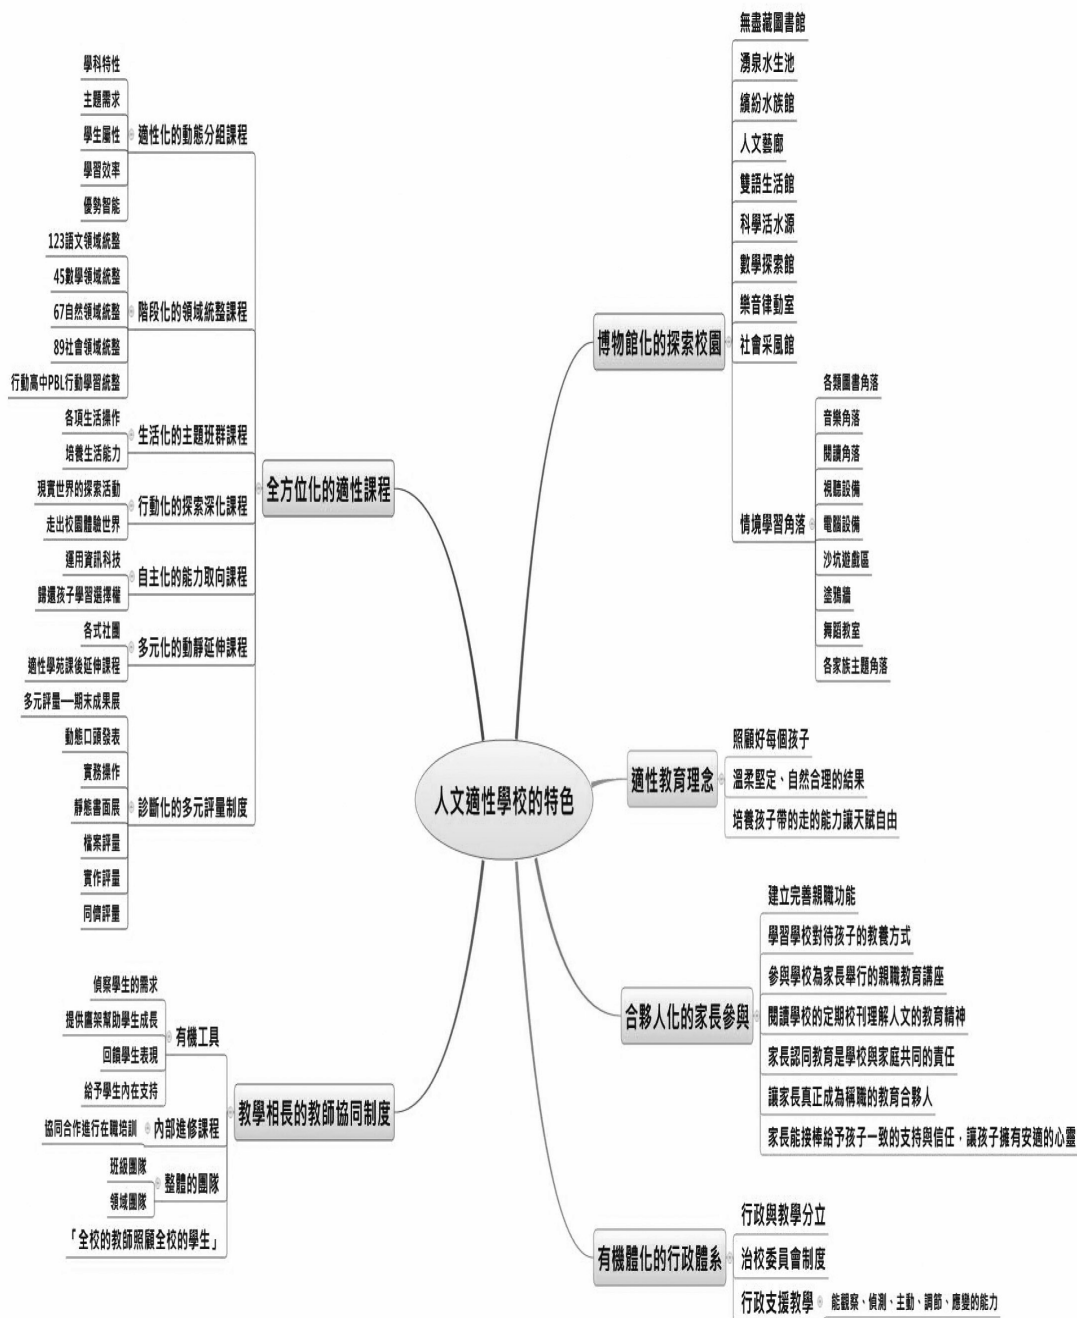 人文適性學校的特色
全方位化的適性課程
適性化的動態分組課程
學科特性
主題需求
學生屬性
學習效率
優勢智能
階段化的領域統整課程
123語文領域統整
45數學領域統整
67自然領域統整
89社會領域統整
行動高中PBL行動學習統整
生活化的主題班群課程
各項生活操作
培養生活能力
行動化的探索深化課程
現實世界的探索活動
走出校園體驗世界
自主化的能力取向課程
運用資訊科技
歸還孩子學習選擇權
多元化的動靜延伸課程
各式社團
適性學苑課後延伸課程
診斷化的多元評量制度
多元評量──期末成果展
動態口頭發表
實務操作
靜態書面展
檔案評量
實作評量
同儕評量
教學相長的教師協同制度
有機工具
偵察學生的需求
提供鷹架幫助學生成長
回饋學生表現
給予學生內在支持
內部進修課程
協同合作進行在職培訓
整體的團隊
班級團隊
領域團隊
「全校的教師照顧全校的學生」
博物館化的探索校園
無盡藏圖書館
湧泉水生池
繽紛水族館
人文藝廊
雙語生活館
科學活水源
數學探索館
樂音律動室
社會采風館
情境學習角落
各類圖書角落
音樂角落
閱讀角落
視聽設備
電腦設備
沙坑遊戲區
塗鴉牆
舞蹈教室
各家族主題角落
適性教育理念
照顧好每個孩子
溫柔堅定、自然合理的結果
培養孩子帶的走的能力讓天賦自由
合夥人化的家長參與
建立完善親職功能
學習學校對待孩子的教養方式
參與學校為家長舉行的親職教育講座
閱讀學校的定期校刊理解人文的教育精神
家長認同教育是學校與家庭共同的責任
讓家長真正成為稱職的教育合夥人
家長能接棒給予孩子一致的支持與信任，讓孩子擁有安適的心靈
有機體化的行政體系
行政與教學分立
治校委員會制度
行政支援教學
能觀察、偵測、主動、調節、應變的能力